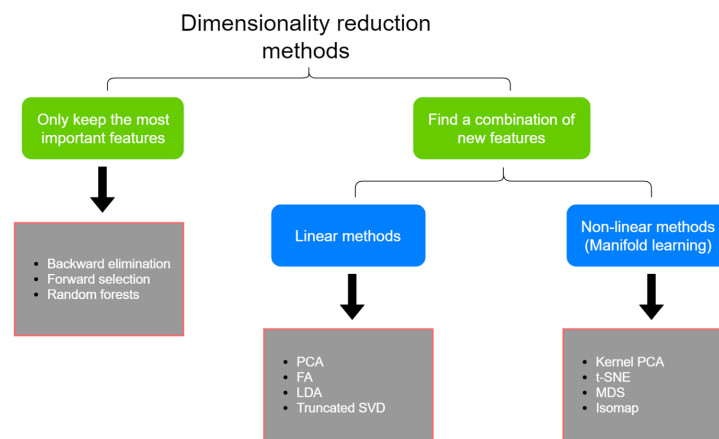 Dimensionality reduction
methods
Only keep the most
important features
Find a combination of
new features
Backward elimination
Forward selection
Random forests
Linear methods
Non-linear methods
(Manifold learning)
PCA
FA
LDA
Truncated SVD
Kernel PCA
t-SNE
MDS
Isomap